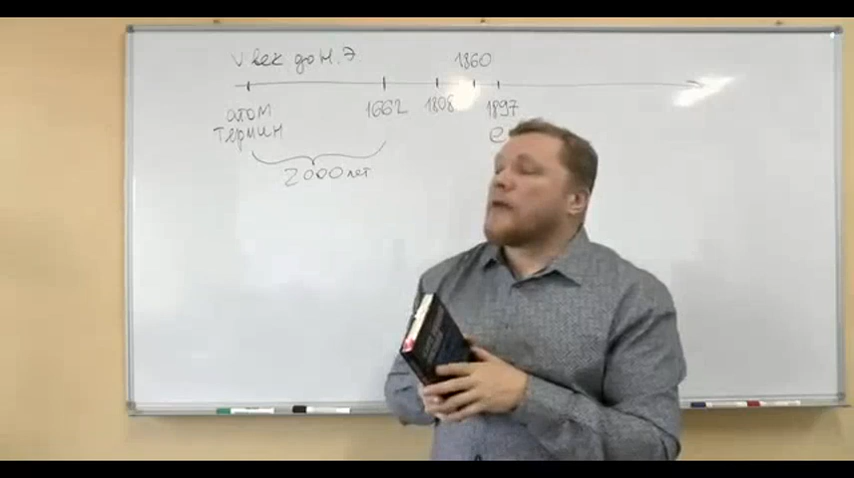 V век до н. Э.
1860
атом
термин
1662
1808
1897
e
2000 лет